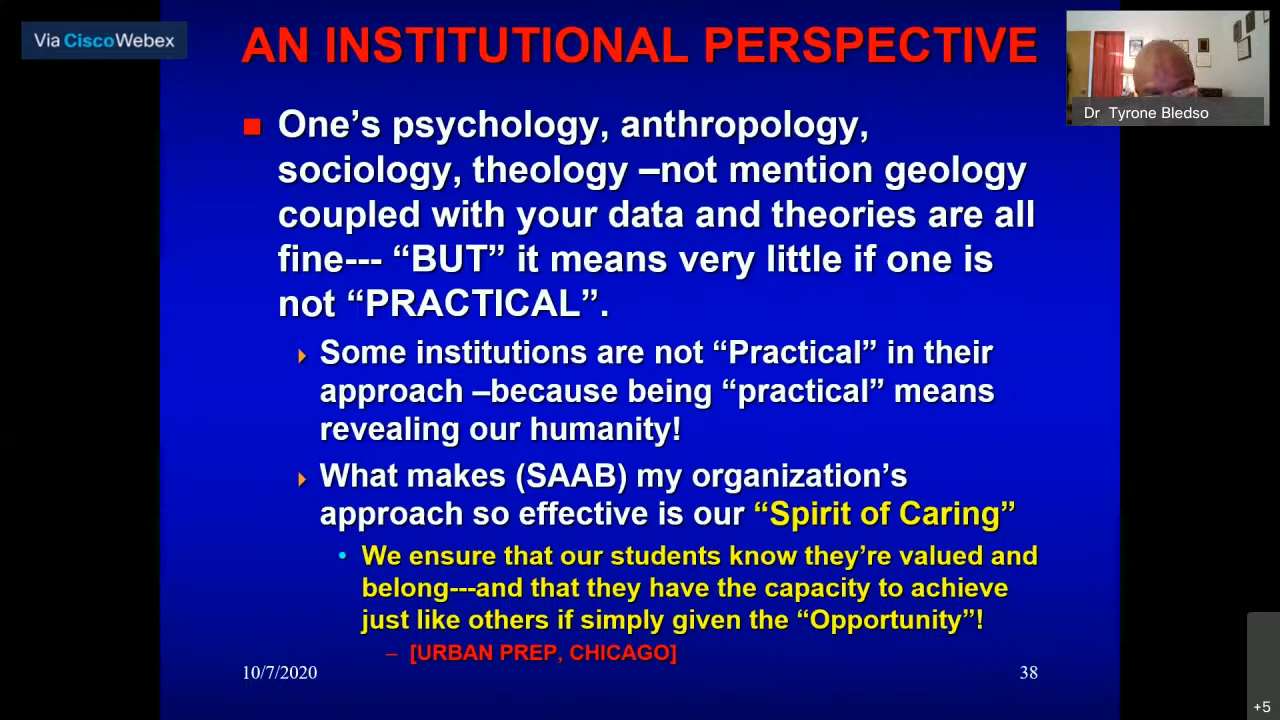 Via CiscoWebex
AN INSTITUTIONAL PERSPECTIVE
Dr Tyrone Bledso
One’s psychology, anthropology,
sociology, theology –not mention geology
coupled with your data and theories are all
fine--- “BUT” it means very little if one is
not “PRACTICAL”.
Some institutions are not “Practical” in their
approach –because being “practical” means
revealing our humanity!
What makes (SAAB) my organization’s
approach so effective is our “Spirit of Caring”
• We ensure that our students know they’re valued and
belong---and that they have the capacity to achieve
just like others if simply given the “Opportunity”!
– [URBAN PREP, CHICAGO]
10/7/2020
38
+5